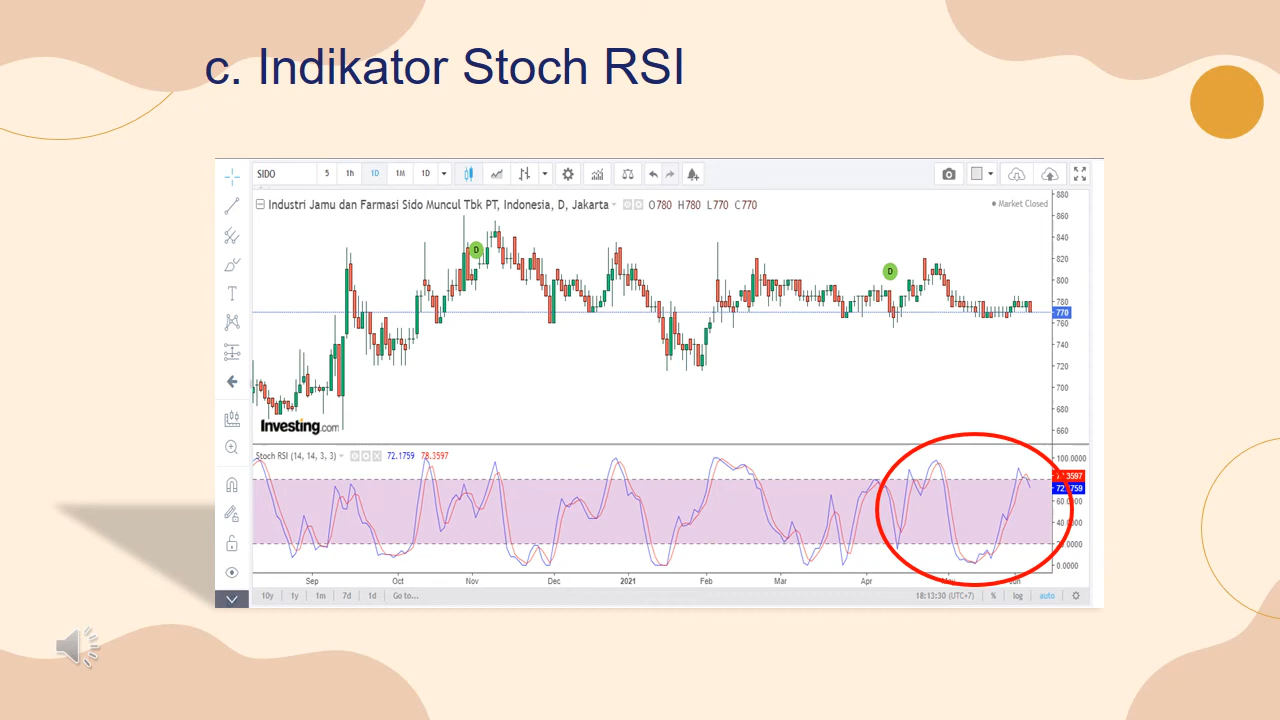 c. Indikator Stoch RSI
SIDO 5 1h 1D 1M 1D
Industri Jamu dan Farmasi Sido Muncul Tbk PT, Indonesia, D, Jakarta O780 H780 L770 C770
Market Closed
D
D
880
860
840
820
800
780
770
760
740
720
700
680
660
Investing.com
Stoch RSI (14, 14, 3, 3) 72.1759 78.3597
100.0000
72.1759
40.0000
0.0000
Sep Oct Nov Dec 2021 Feb Mar Apr May Jun
10y 1y 1m 7d 1d Go to... 18:13:30 (UTC+7) % log auto